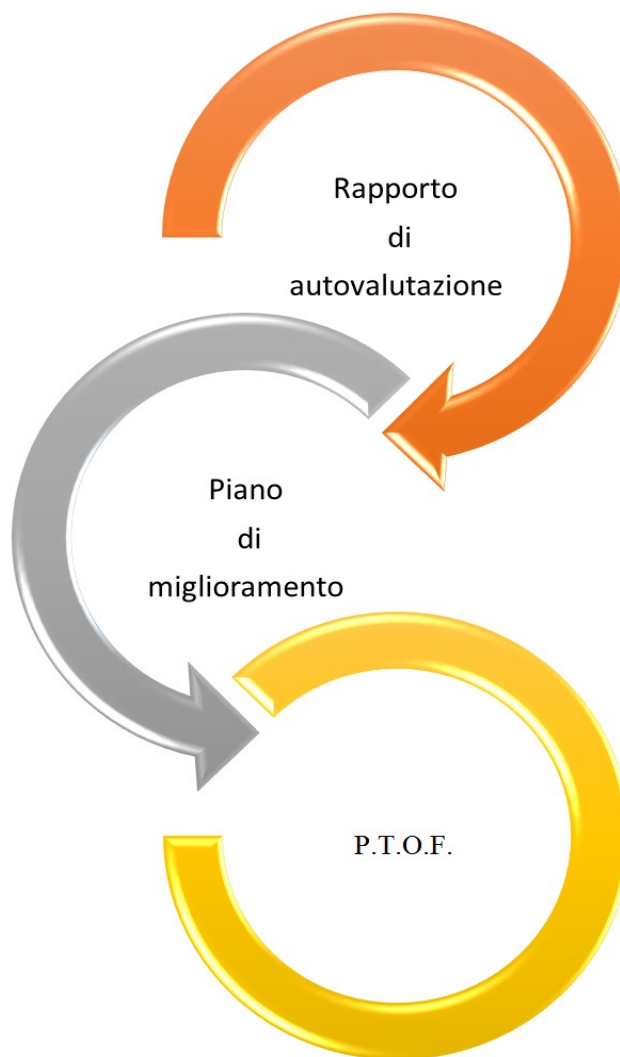 Rapporto
di
autovalutazione
Piano
di
miglioramento
P.T.O.F.